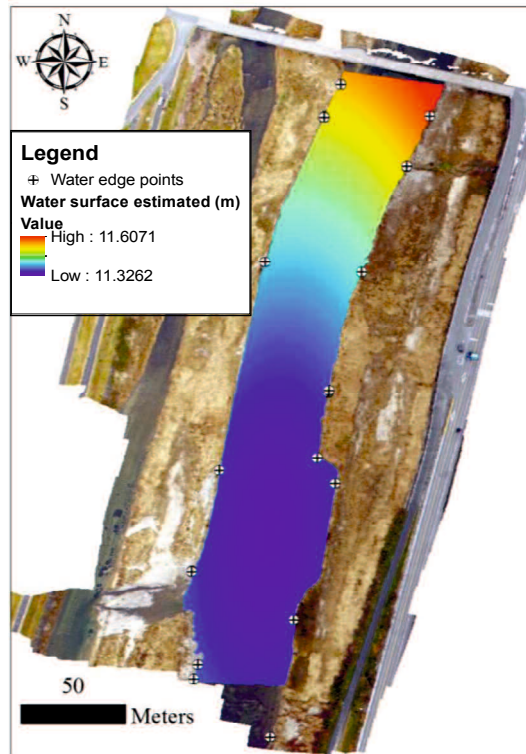 N
W E
S
Legend
Water edge points
Water surface estimated (m)
Value
High : 11.6071
Low : 11.3262
50
Meters